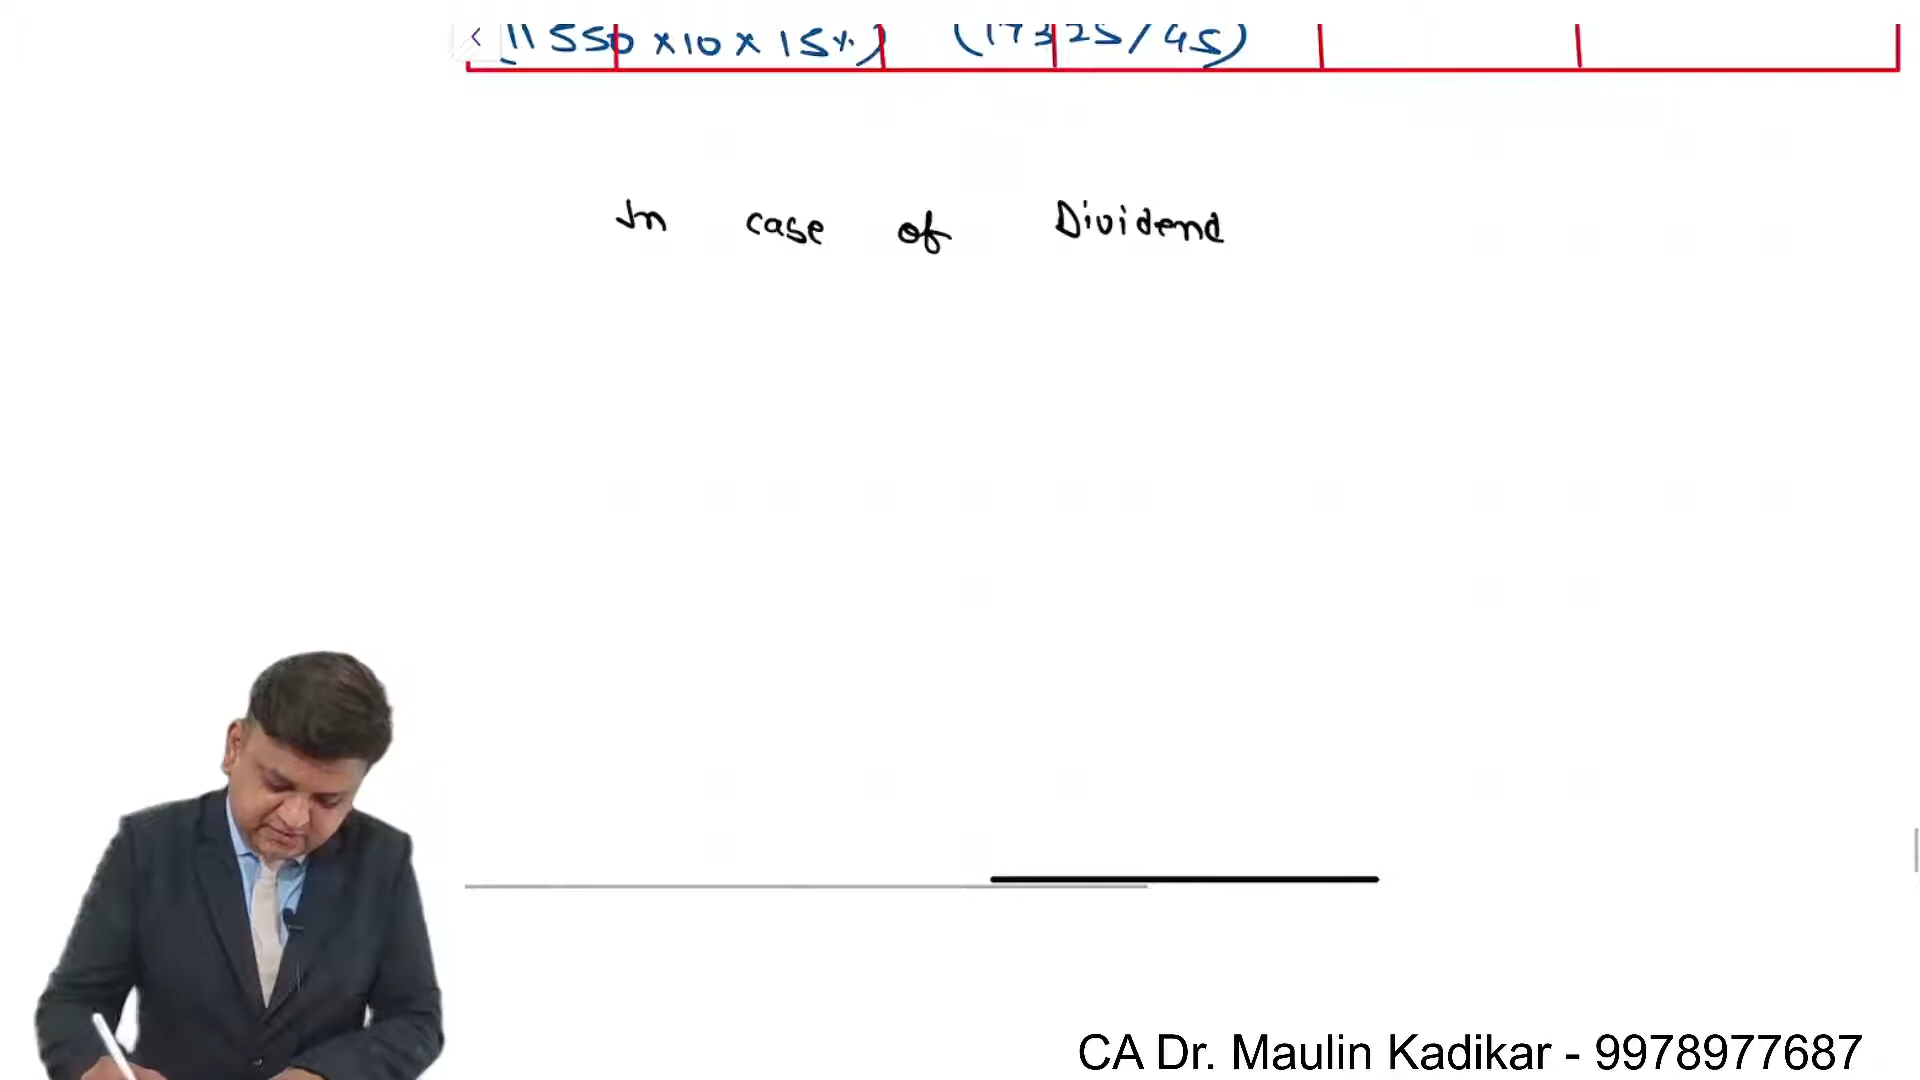 (11550 × 10 × 15%) (17325/45)
In case of Dividend
CA Dr. Maulin Kadikar - 9978977687